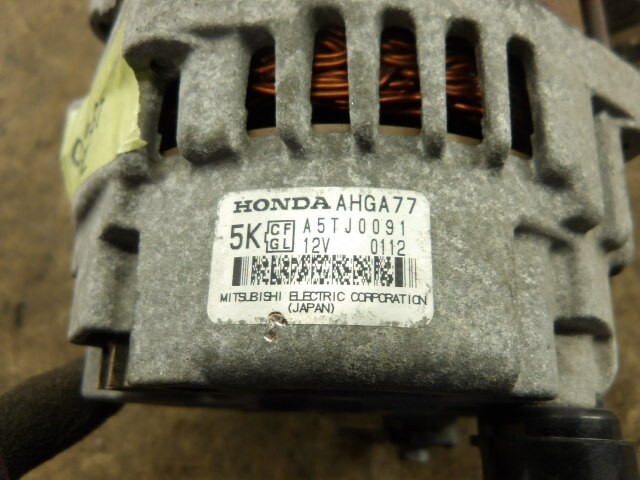 HONDA AHGA77
5K CF GL A5TJ0091
12V 0112
MITSUBISHI ELECTRIC CORPORATION
(JAPAN)